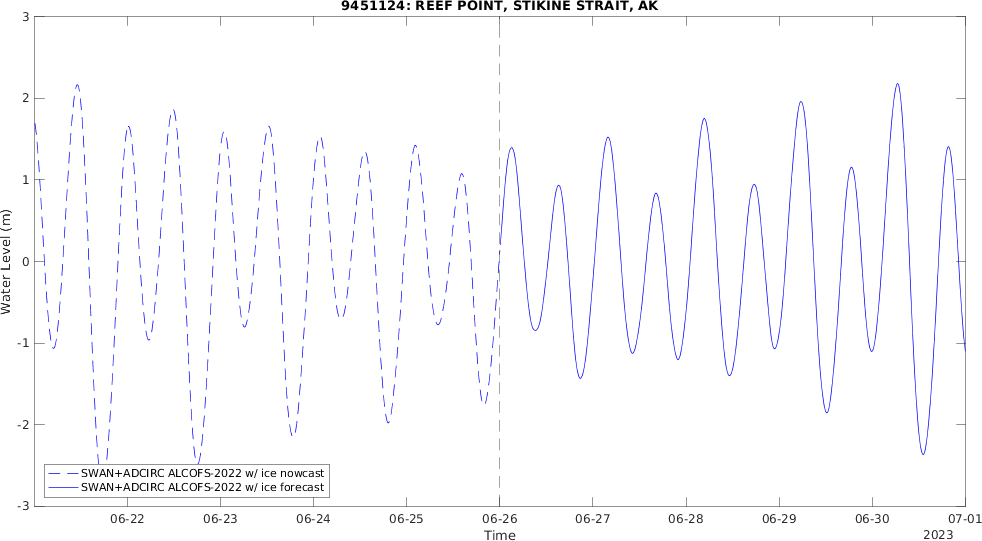 9451124: REEF POINT, STIKINE STRAIT, AK
3
2
1
0
-1
-2
-3
Water Level (m)
SWAN+ADCIRC ALCOFS-2022 w/ ice nowcast
SWAN+ADCIRC ALCOFS-2022 w/ ice forecast
06-22 06-23 06-24 06-25 06-26 06-27 06-28 06-29 06-30 07-01
Time
2023